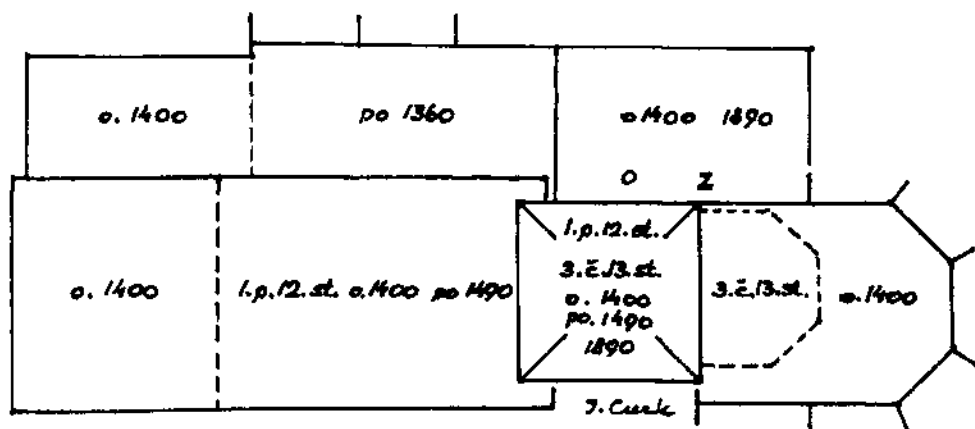 o. 1400
po 1360
o 1400 1890
O Z
o. 1400
1.p.12.st. o.1400 po 1490
1.p.12.st.
3.č.13.st.
o. 1400
po. 1490
1890
3.č.13.st.
o. 1400
J. Cuck